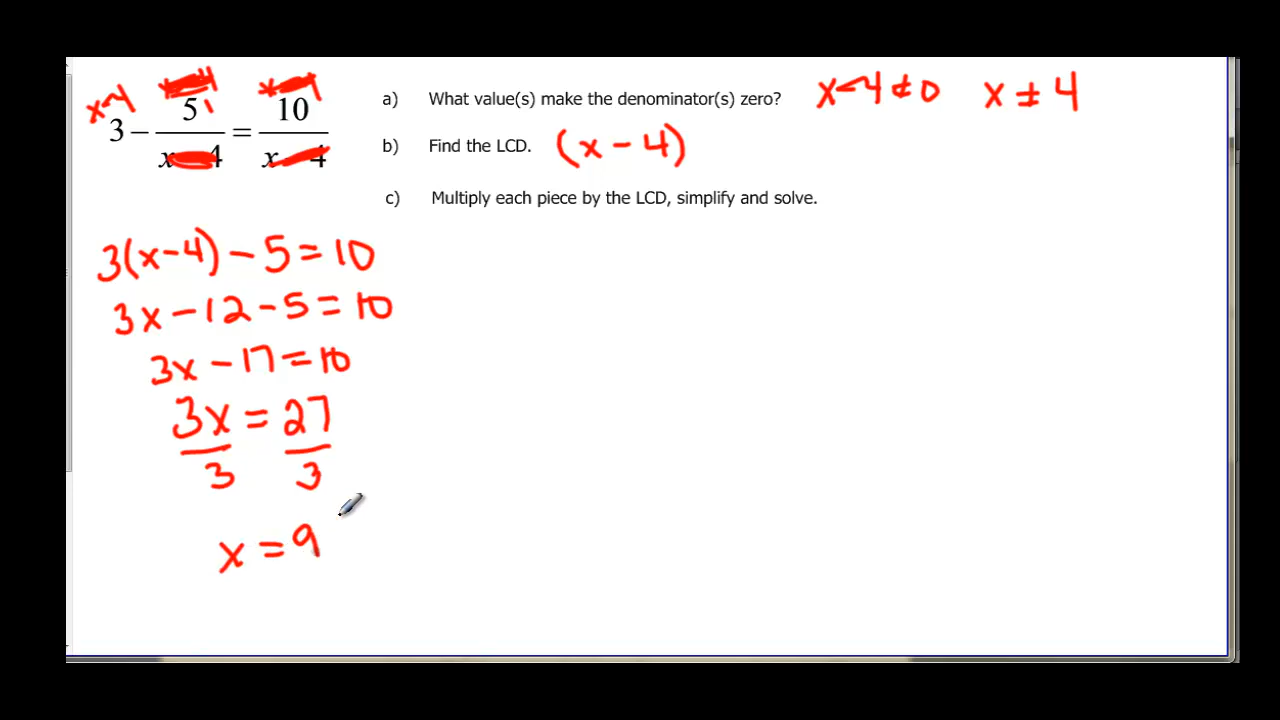 x-4 3 - 5/(x-4) = 10/(x-4)
a) What value(s) make the denominator(s) zero? x-4≠0 x≠4
b) Find the LCD. (x-4)
c) Multiply each piece by the LCD, simplify and solve.
3(x-4)-5=10
3x-12-5=10
3x-17=10
3x=27
3 3
x=9